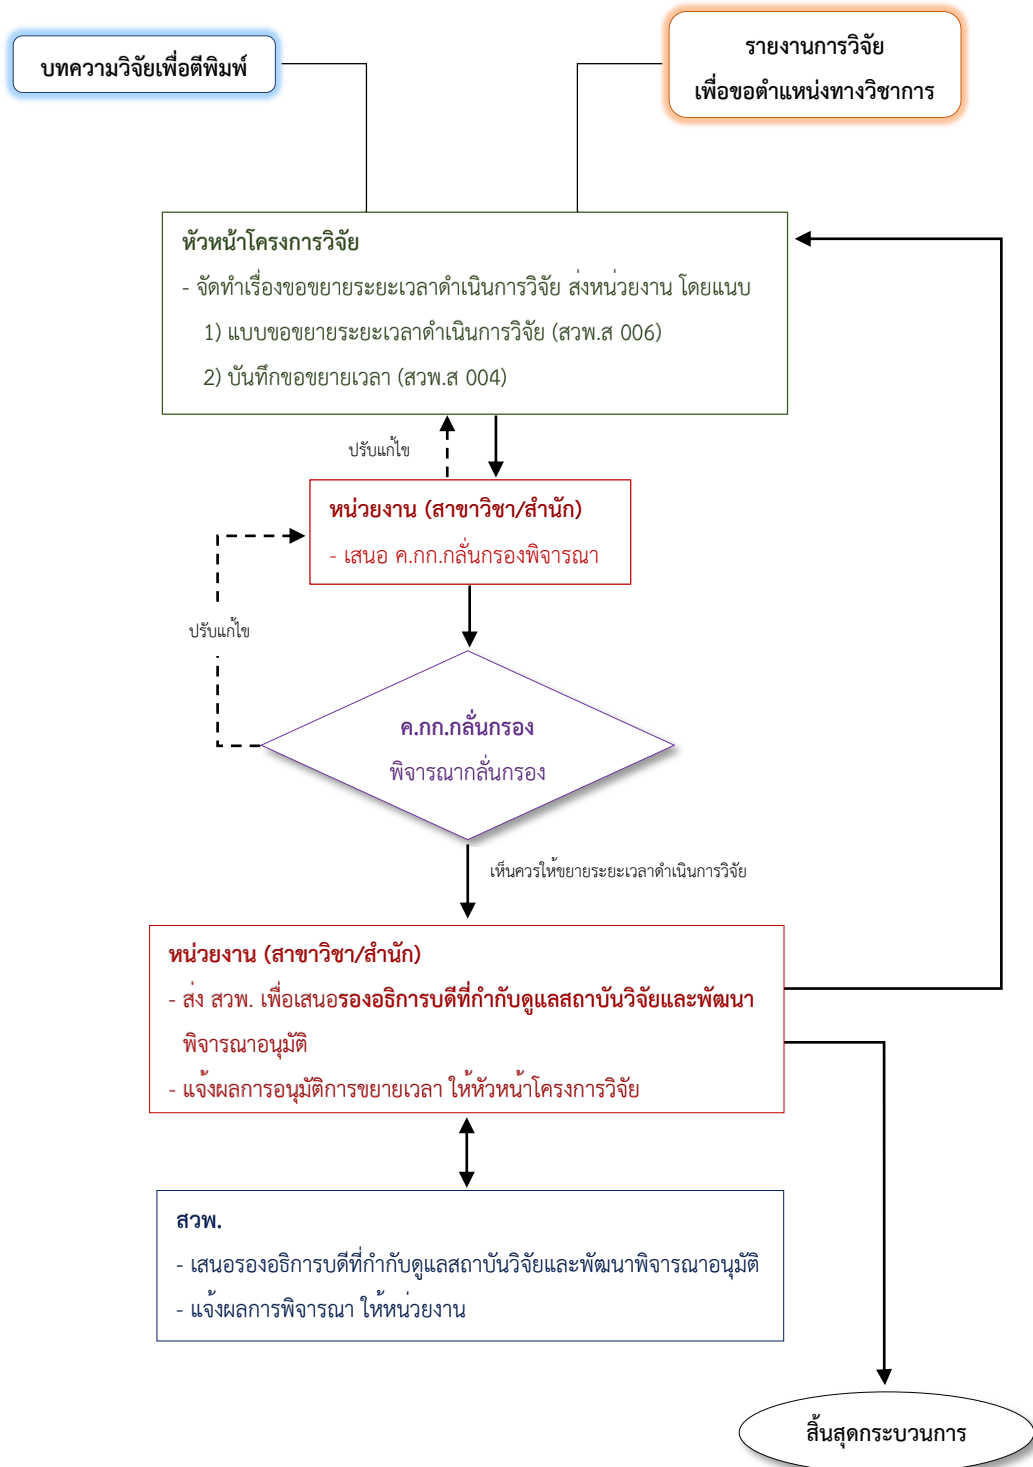 บทความวิจัยเพื่อตีพิมพ์
รายงานการวิจัย
เพื่อขอตำแหน่งทางวิชาการ
หัวหน้าโครงการวิจัย
- จัดทำเรื่องขอขยายระยะเวลาดำเนินการวิจัย ส่งหน่วยงาน โดยแนบ
1) แบบขอขยายระยะเวลาดำเนินการวิจัย (สวพ.ส 006)
2) บันทึกขอขยายเวลา (สวพ.ส 004)
ปรับแก้ไข
หน่วยงาน (สาขาวิชา/สำนัก)
- เสนอ ค.กก.กลั่นกรองพิจารณา
ปรับแก้ไข
ค.กก.กลั่นกรอง
พิจารณากลั่นกรอง
เห็นควรให้ขยายระยะเวลาดำเนินการวิจัย
หน่วยงาน (สาขาวิชา/สำนัก)
- ส่ง สวพ. เพื่อเสนอรองอธิการบดีที่กำกับดูแลสถาบันวิจัยและพัฒนา
พิจารณาอนุมัติ
- แจ้งผลการอนุมัติการขยายเวลา ให้หัวหน้าโครงการวิจัย
สวพ.
- เสนอรองอธิการบดีที่กำกับดูแลสถาบันวิจัยและพัฒนาพิจารณาอนุมัติ
- แจ้งผลการพิจารณา ให้หน่วยงาน
สิ้นสุดกระบวนการ